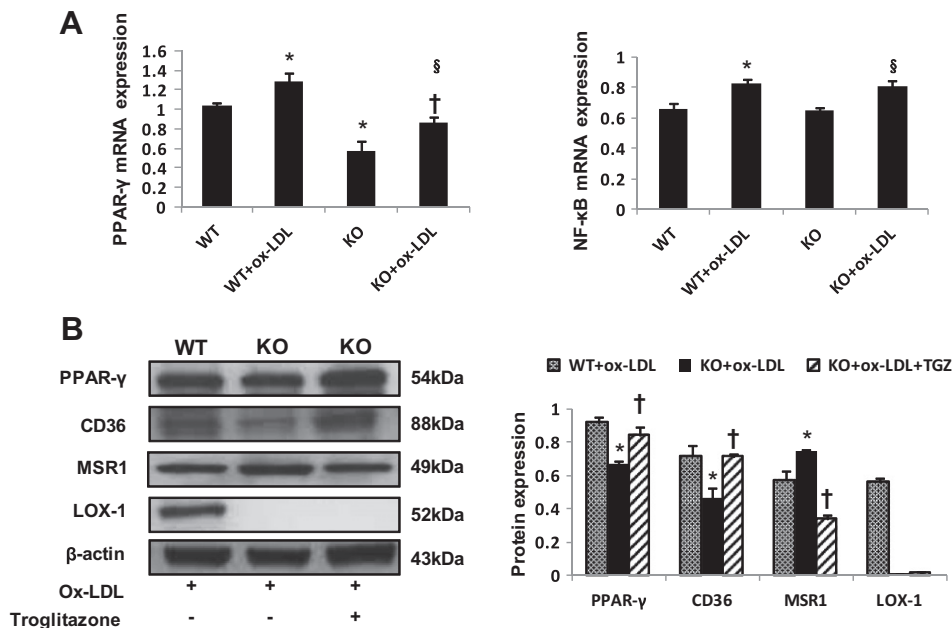 A
PPAR-γ mRNA expression
1.6
1.4
1.2
1
0.8
0.6
0.4
0.2
0
*
*
§
†
WT
WT+ox-LDL
KO
KO+ox-LDL
NF-κB mRNA expression
1
0.8
0.6
0.4
0.2
0
*
§
WT
WT+ox-LDL
KO
KO+ox-LDL
B
WT KO KO
PPAR-γ 54kDa
CD36 88kDa
MSR1 49kDa
LOX-1 52kDa
β-actin 43kDa
Ox-LDL + + +
Troglitazone - - +
WT+ox-LDL KO+ox-LDL KO+ox-LDL+TGZ
Protein expression
1
0.8
0.6
0.4
0.2
0
* † * † * †
PPAR-γ CD36 MSR1 LOX-1